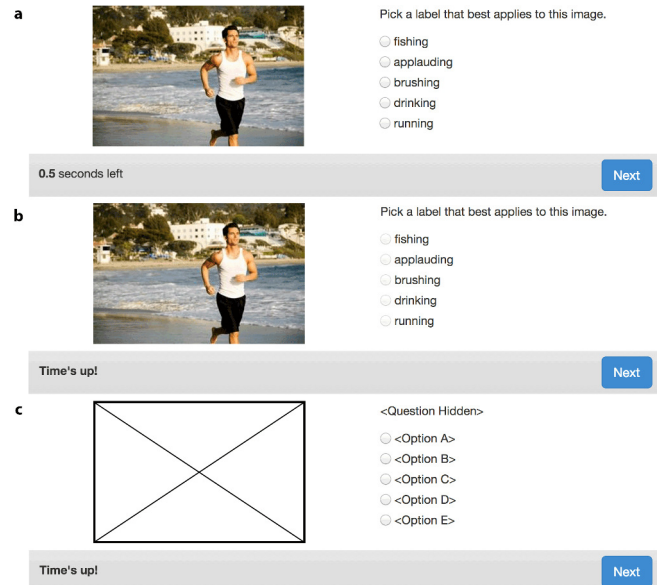 a
Pick a label that best applies to this image.
fishing
applauding
brushing
drinking
running
0.5 seconds left
Next
b
Pick a label that best applies to this image.
fishing
applauding
brushing
drinking
running
Time's up!
Next
c
<Question Hidden>
<Option A>
<Option B>
<Option C>
<Option D>
<Option E>
Time's up!
Next